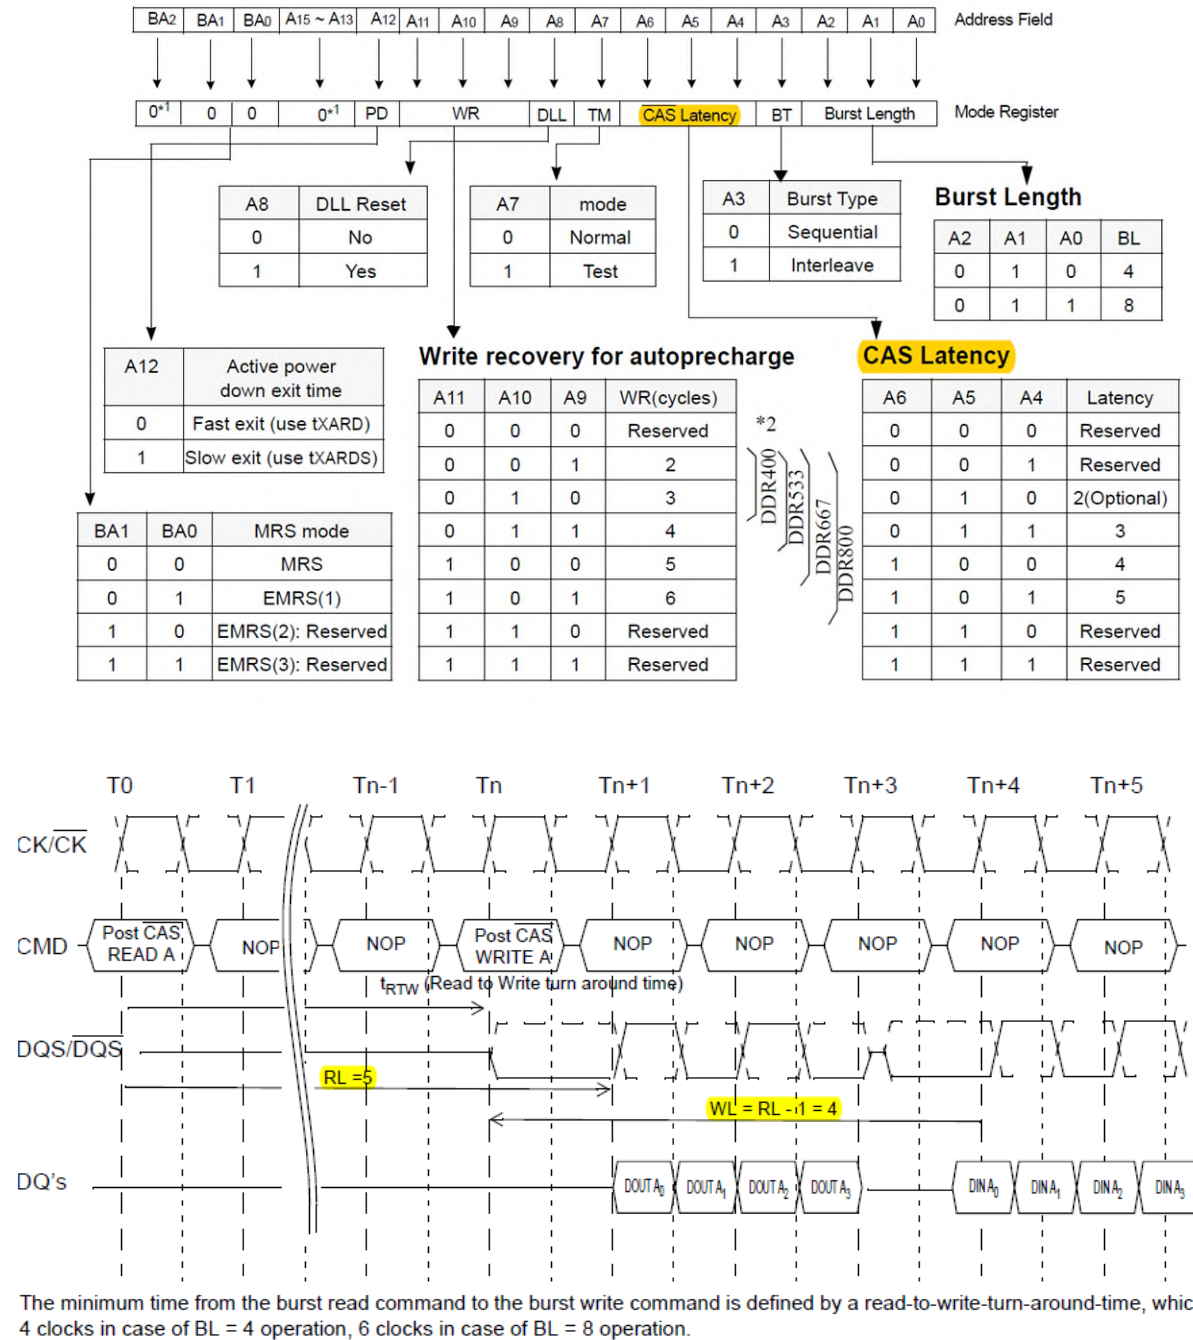 BA2 BA1 BA0 A15 ~ A13 A12 A11 A10 A9 A8 A7 A6 A5 A4 A3 A2 A1 A0 Address Field
0*1 0 0 0*1 PD WR DLL TM CAS Latency BT Burst Length Mode Register
A8 DLL Reset
0 No
1 Yes
A7 mode
0 Normal
1 Test
A3 Burst Type
0 Sequential
1 Interleave
Burst Length
A2 A1 A0 BL
0 1 0 4
0 1 1 8
A12 Active power
down exit time
0 Fast exit (use tXARD)
1 Slow exit (use tXARDS)
Write recovery for autoprecharge
A11 A10 A9 WR(cycles)
0 0 0 Reserved
0 0 1 2
0 1 0 3
0 1 1 4
1 0 0 5
1 0 1 6
1 1 0 Reserved
1 1 1 Reserved
*2
DDR400
DDR533
DDR667
DDR800
CAS Latency
A6 A5 A4 Latency
0 0 0 Reserved
0 0 1 Reserved
0 1 0 2(Optional)
0 1 1 3
1 0 0 4
1 0 1 5
1 1 0 Reserved
1 1 1 Reserved
BA1 BA0 MRS mode
0 0 MRS
0 1 EMRS(1)
1 0 EMRS(2): Reserved
1 1 EMRS(3): Reserved
T0 T1 Tn-1 Tn Tn+1 Tn+2 Tn+3 Tn+4 Tn+5
CK/CK
CMD Post CAS READ A NOP NOP Post CAS WRITE A NOP NOP NOP NOP NOP
tRTW (Read to Write turn around time)
DQS/DQS
RL =5
WL = RL - 1 = 4
DQ's DOUT A0 DOUT A1 DOUT A2 DOUT A3 DIN A0 DIN A1 DIN A2 DIN A3
The minimum time from the burst read command to the burst write command is defined by a read-to-write-turn-around-time, whic
4 clocks in case of BL = 4 operation, 6 clocks in case of BL = 8 operation.